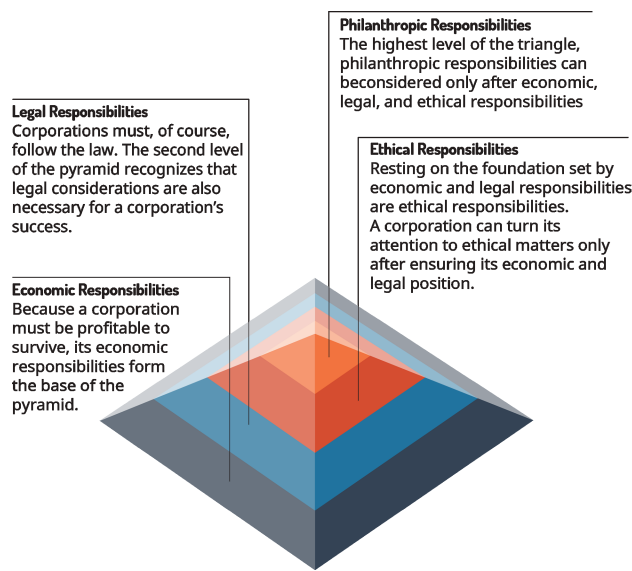 Philanthropic Responsibilities
The highest level of the triangle,
philanthropic responsibilities can
beconsidered only after economic,
legal, and ethical responsibilities
Legal Responsibilities
Corporations must, of course,
follow the law. The second level
of the pyramid recognizes that
legal considerations are also
necessary for a corporation’s
success.
Ethical Responsibilities
Resting on the foundation set by
economic and legal responsibilities
are ethical responsibilities.
A corporation can turn its
attention to ethical matters only
after ensuring its economic and
legal position.
Economic Responsibilities
Because a corporation
must be profitable to
survive, its economic
responsibilities form
the base of the
pyramid.